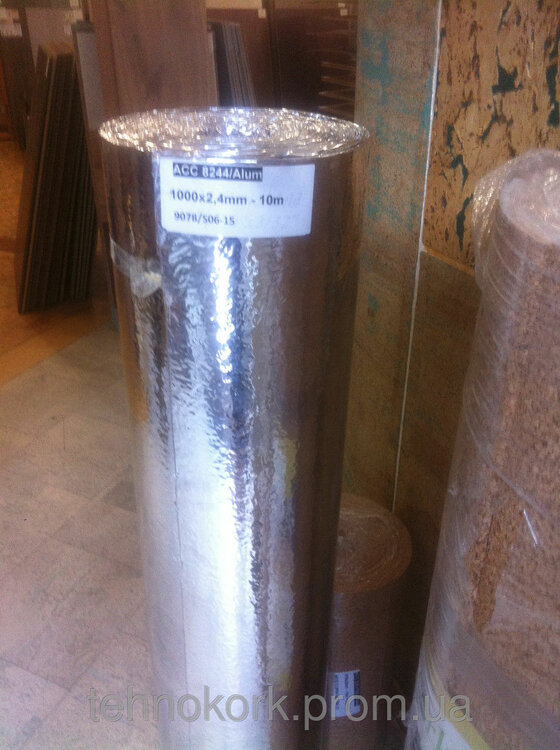 ACC 8244/Alum
1000x2,4mm - 10m
9078/S06-15
tehnokork.prom.ua